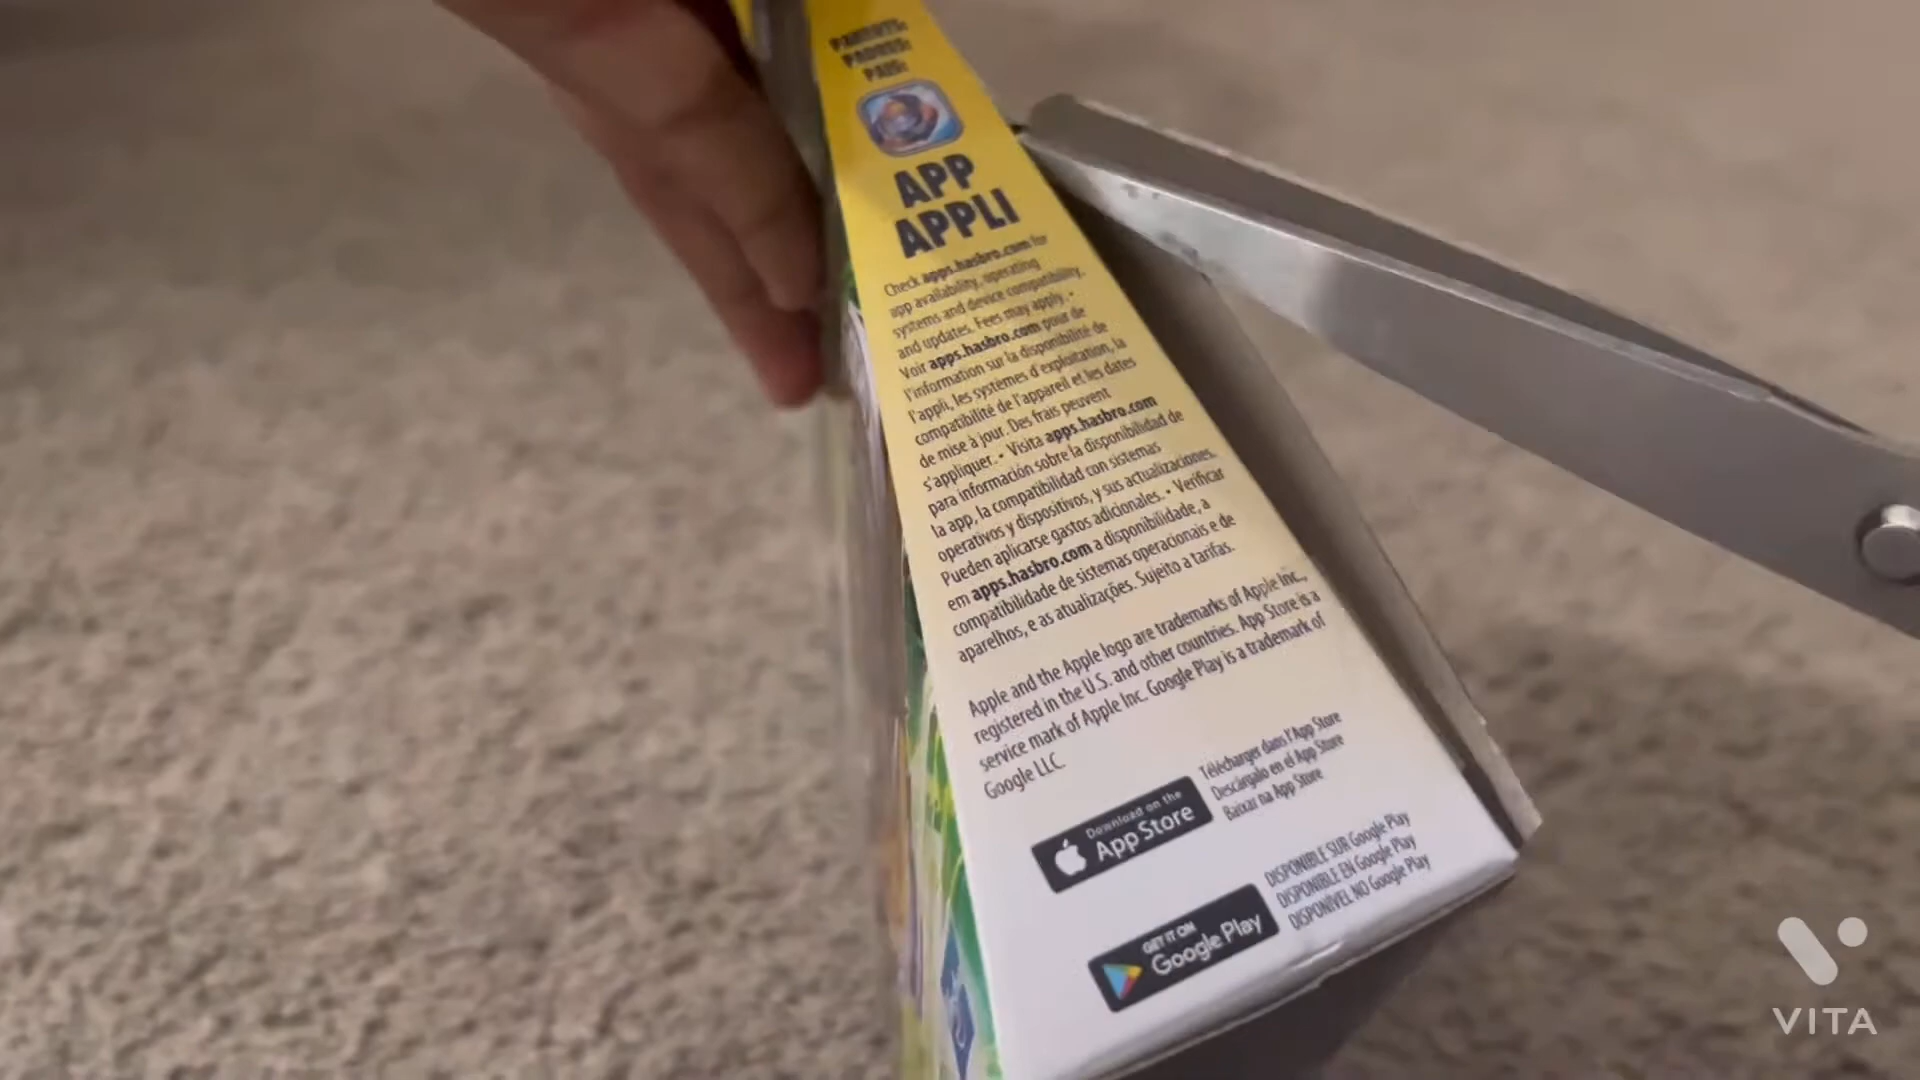 PARENTS:
PADRES:
PAIS:
APP
APPLI
Check apps.hasbro.com for
app availability, operating
systems and device compatibility,
and updates. Fees may apply. •
Voir apps.hasbro.com pour de
l'information sur la disponibilité de
l'appli, les systèmes d'exploitation, la
compatibilité de l'appareil et les dates
de mise à jour. Des frais peuvent
s'appliquer. • Visita apps.hasbro.com
para información sobre la disponibilidad de
la app, la compatibilidad con sistemas
operativos y dispositivos, y sus actualizaciones.
Pueden aplicarse gastos adicionales. • Verificar
em apps.hasbro.com a disponibilidade, a
compatibilidade de sistemas operacionais e de
aparelhos, e as atualizações. Sujeito a tarifas.
Apple and the Apple logo are trademarks of Apple Inc.,
registered in the U.S. and other countries. App Store is a
service mark of Apple Inc. Google Play is a trademark of
Google LLC.
Download on the
App Store
Télécharger dans l'App Store
Descárgalo en el App Store
Baixar na App Store
GET IT ON
Google Play
DISPONIBLE SUR Google Play
DISPONIBLE EN Google Play
DISPONÍVEL NO Google Play
VITA